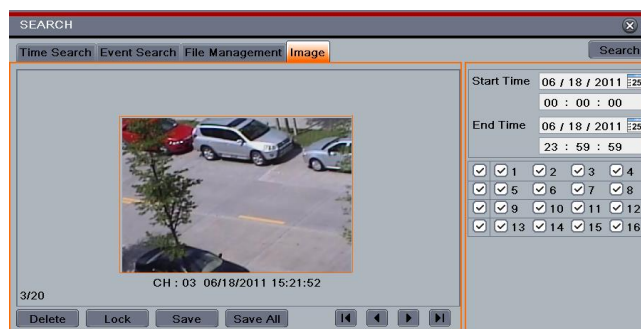 SEARCH
Time Search Event Search File Management Image Search
Start Time 06 / 18 / 2011 25
00 : 00 : 00
End Time 06 / 18 / 2011 25
23 : 59 : 59
1 2 3 4
5 6 7 8
9 10 11 12
13 14 15 16
CH : 03 06/18/2011 15:21:52
3/20
Delete Lock Save Save All